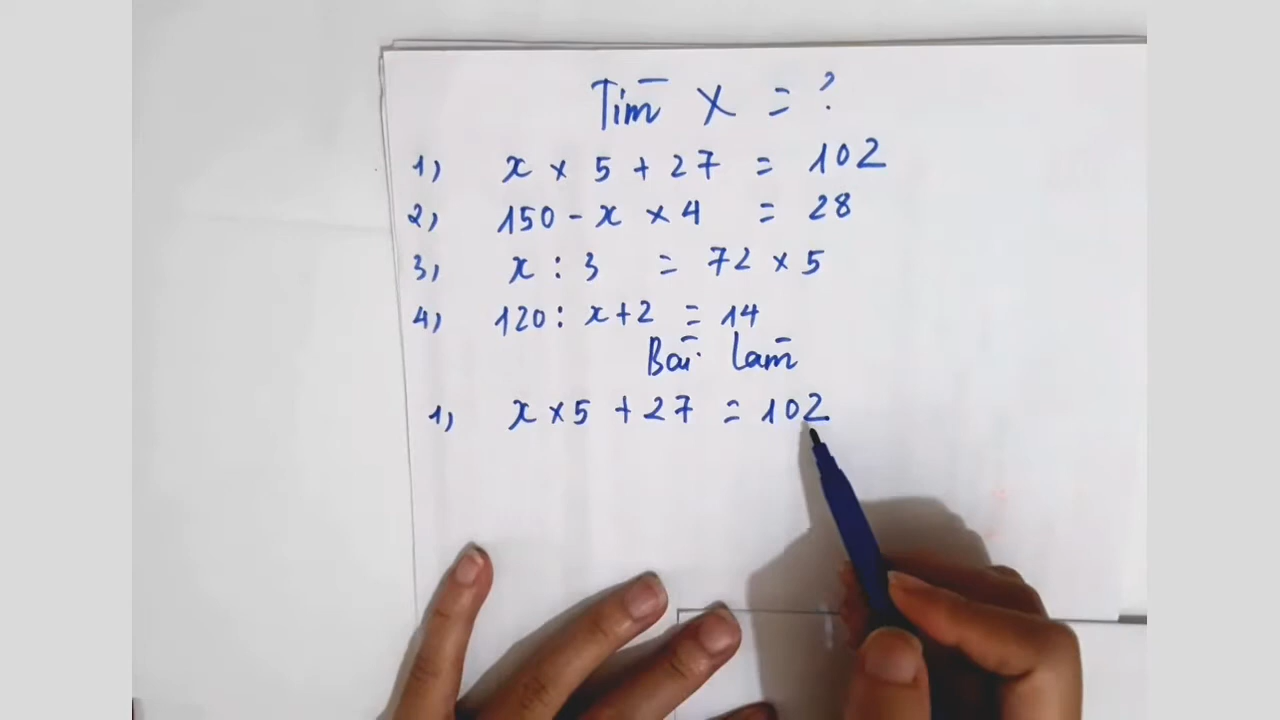 Tìm X = ?
1) x × 5 + 27 = 102
2) 150 - x × 4 = 28
3) x : 3 = 72 × 5
4) 120 : x + 2 = 14
Bài làm
1) x × 5 + 27 = 102